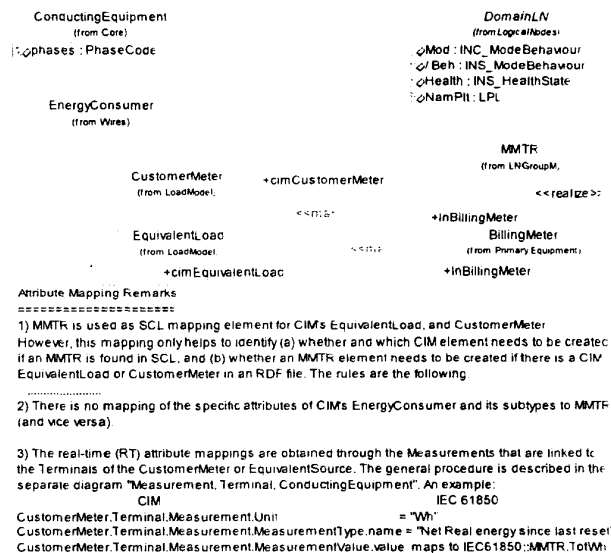 ConductingEquipment
(from Core)
phases : PhaseCode
DomainLN
(from LogicalNodes)
Mod : INC_ModeBehaviour
/ Beh : INS_ModeBehaviour
Health : INS_HealthState
NamPlt : LPL
EnergyConsumer
(from Wires)
MMTR
(from LNGroupM)
CustomerMeter
(from LoadModel)
+cimCustomerMeter
<<realize>>
+InBillingMeter
EquivalentLoad
(from LoadModel)
BillingMeter
(from Primary Equipment)
+cimEquivalentLoad
+InBillingMeter
Attribute Mapping Remarks
======================
1) MMTR is used as SCL mapping element for CIM's EquivalentLoad, and CustomerMeter
However, this mapping only helps to identify (a) whether and which CIM element needs to be created
if an MMTR is found in SCL, and (b) whether an MMTR element needs to be created if there is a CIM
EquivalentLoad or CustomerMeter in an RDF file. The rules are the following.
......................
2) There is no mapping of the specific attributes of CIM's EnergyConsumer and its subtypes to MMTR
(and vice versa).
3) The real-time (RT) attribute mappings are obtained through the Measurements that are linked to
the Terminals of the CustomerMeter or EquivalentSource. The general procedure is described in the
separate diagram "Measurement, Terminal, ConductingEquipment". An example:
CIM IEC 61850
CustomerMeter.Terminal.Measurement.Unit = "Wh"
CustomerMeter.Terminal.Measurement.MeasurementType.name = "Net Real energy since last reset"
CustomerMeter.Terminal.Measurement.MeasurementValue.value maps to IEC61850::MMTR.TotWh